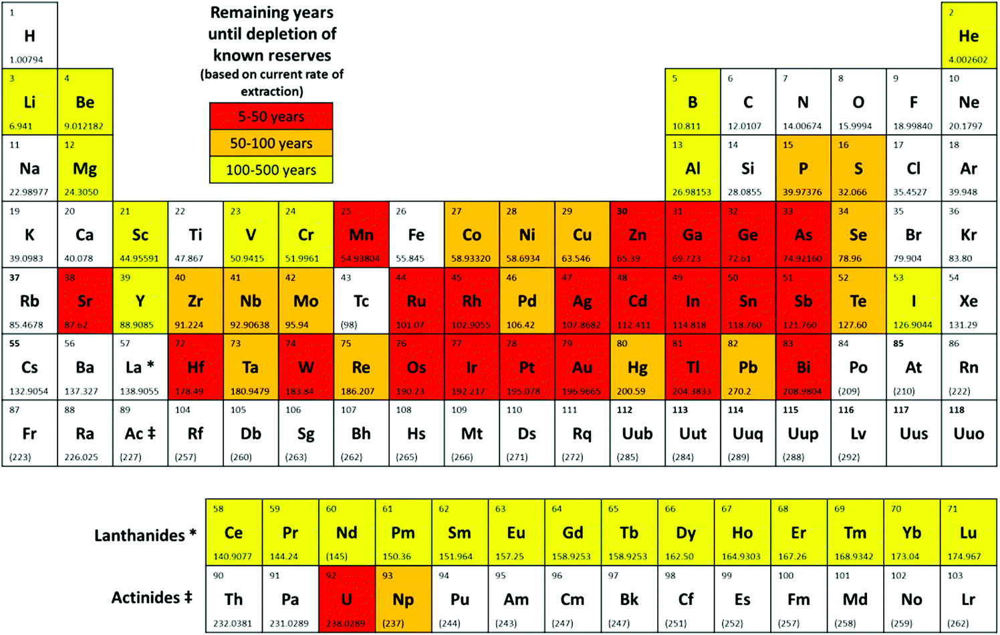 1 2
Remaining years
until depletion of
known reserves
(based on current rate of
extraction)
H He
1.00794 4.002602
3 4 5 6 7 8 9 10
Li Be B C N O F Ne
6.941 9.012182 10.811 12.0107 14.00674 15.9994 18.99840 20.1797
5-50 years
50-100 years
100-500 years
11 12 13 14 15 16 17 18
Na Mg Al Si P S Cl Ar
22.98977 24.3050 26.98153 28.0855 39.97376 32.066 35.4527 39.948
19 20 21 22 23 24 25 26 27 28 29 30 31 32 33 34 35 36
K Ca Sc Ti V Cr Mn Fe Co Ni Cu Zn Ga Ge As Se Br Kr
39.0983 40.078 44.95591 47.867 50.9415 51.9961 54.93804 55.845 58.93320 58.6934 63.546 65.39 69.723 72.61 74.92160 78.96 79.904 83.80
37 38 39 40 41 42 43 44 45 46 47 48 49 50 51 52 53 54
Rb Sr Y Zr Nb Mo Tc Ru Rh Pd Ag Cd In Sn Sb Te I Xe
85.4678 87.62 88.9085 91.224 92.90638 95.94 (98) 101.07 102.9055 106.42 107.8682 112.411 114.818 118.760 121.760 127.60 126.9044 131.29
55 56 57 72 73 74 75 76 77 78 79 80 81 82 83 84 85 86
Cs Ba La * Hf Ta W Re Os Ir Pt Au Hg Tl Pb Bi Po At Rn
132.9054 137.327 138.9055 178.49 180.9479 183.84 186.207 190.23 192.217 195.078 196.9665 200.59 204.3833 270.2 208.9804 (209) (210) (222)
87 88 89 104 105 106 107 108 109 110 111 112 113 114 115 116 117 118
Fr Ra Ac ‡ Rf Db Sg Bh Hs Mt Ds Rq Uub Uut Uuq Uup Lv Uus Uuo
(223) 226.025 (227) (257) (260) (263) (262) (265) (266) (271) (272) (285) (284) (289) (288) (292)
58 59 60 61 62 63 64 65 66 67 68 69 70 71
Lanthanides * Ce Pr Nd Pm Sm Eu Gd Tb Dy Ho Er Tm Yb Lu
140.9077 144.24 (145) 150.36 151.964 157.25 158.9253 158.9253 162.50 164.9303 167.26 168.9342 173.04 174.967
90 91 92 93 94 95 96 97 98 99 100 101 102 103
Actinides ‡ Th Pa U Np Pu Am Cm Bk Cf Es Fm Md No Lr
232.0381 231.0289 238.0289 (237) (244) (243) (247) (247) (251) (252) (257) (258) (259) (262)